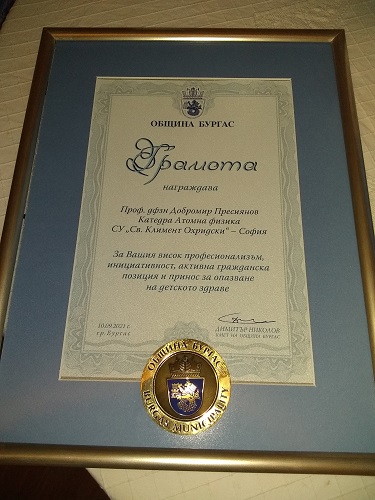 ОБЩИНА БУРГАС
Грамота
награждава
Проф. дфзн Добромир Пресиянов
Катедра Атомна физика
СУ „Св. Климент Охридски“ – София
За Вашия висок професионализъм,
инициативност, активна гражданска
позиция и принос за опазване
на детското здраве
10.09.2021 г.
гр. Бургас
ДИМИТЪР НИКОЛОВ
КМЕТ НА ОБЩИНА БУРГАС
ОБЩИНА БУРГАС
BURGAS MUNICIPALITY